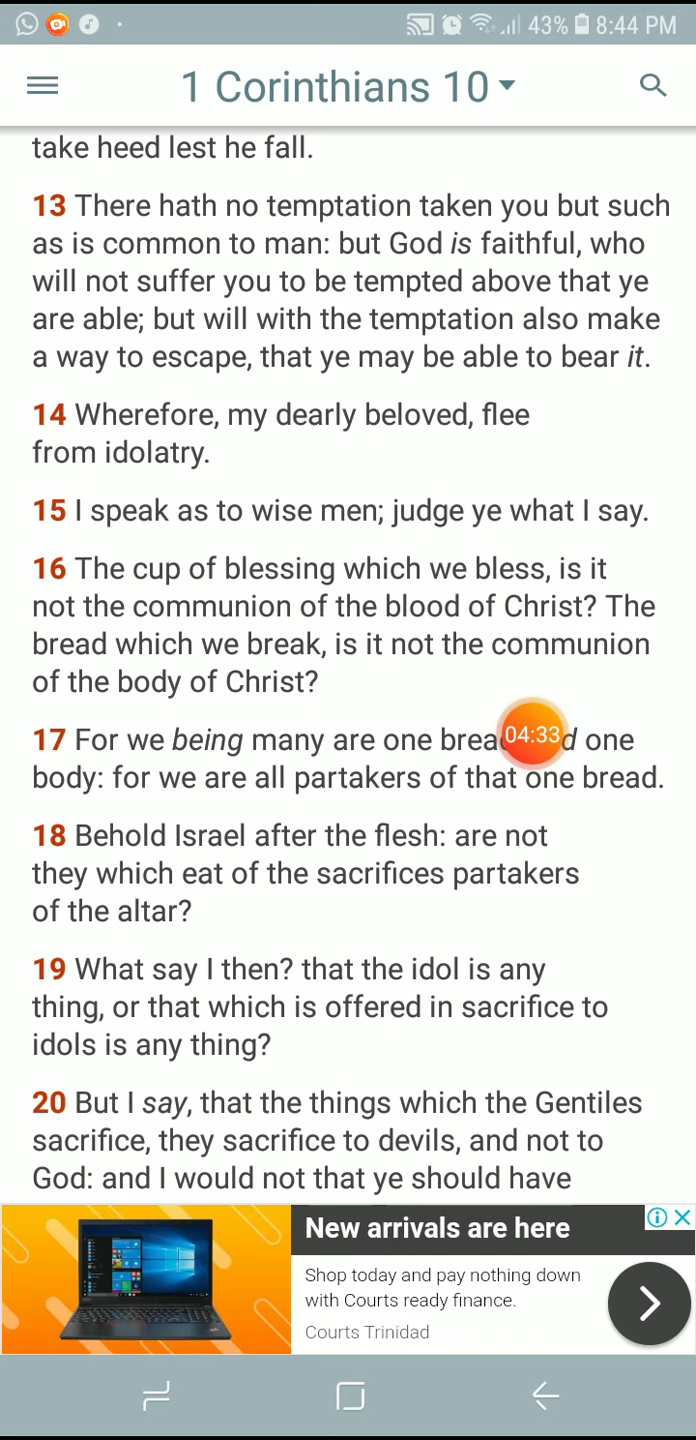 43% 8:44 PM
1 Corinthians 10
take heed lest he fall.
13 There hath no temptation taken you but such
as is common to man: but God is faithful, who
will not suffer you to be tempted above that ye
are able; but will with the temptation also make
a way to escape, that ye may be able to bear it.
14 Wherefore, my dearly beloved, flee
from idolatry.
15 I speak as to wise men; judge ye what I say.
16 The cup of blessing which we bless, is it
not the communion of the blood of Christ? The
bread which we break, is it not the communion
of the body of Christ?
17 For we being many are one brea 04:33 d one
body: for we are all partakers of that one bread.
18 Behold Israel after the flesh: are not
they which eat of the sacrifices partakers
of the altar?
19 What say I then? that the idol is any
thing, or that which is offered in sacrifice to
idols is any thing?
20 But I say, that the things which the Gentiles
sacrifice, they sacrifice to devils, and not to
God: and I would not that ye should have
New arrivals are here
Shop today and pay nothing down
with Courts ready finance.
Courts Trinidad